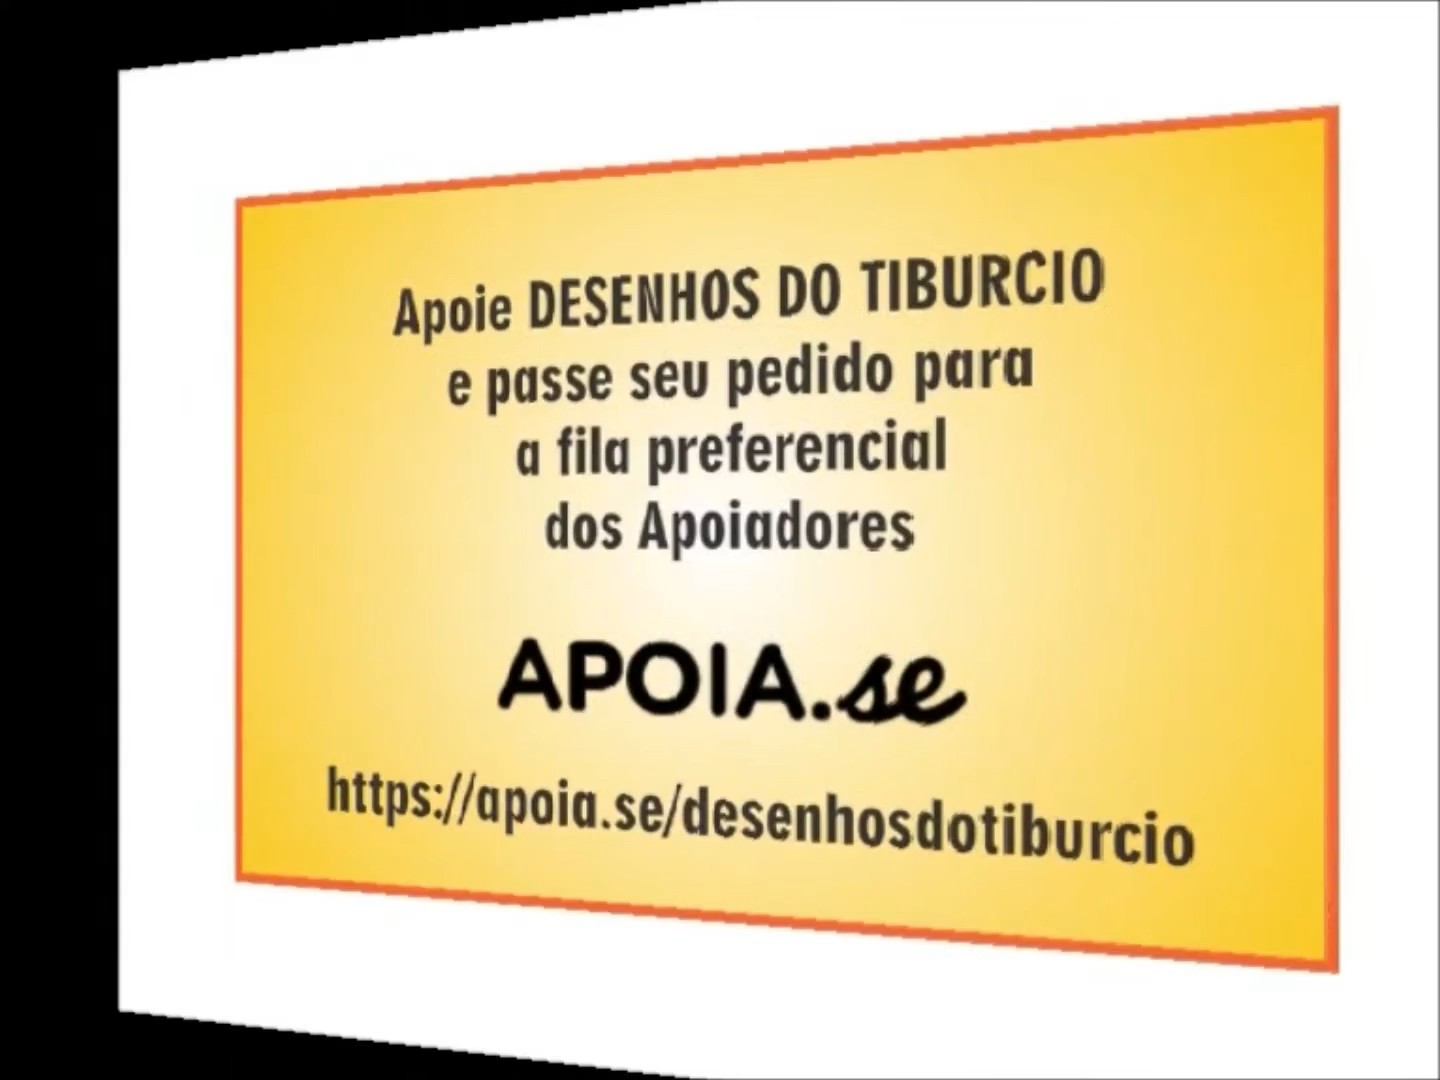 Apoie DESENHOS DO TIBURCIO
e passe seu pedido para
a fila preferencial
dos Apoiadores
APOIA.se
https://apoia.se/desenhosdotiburcio